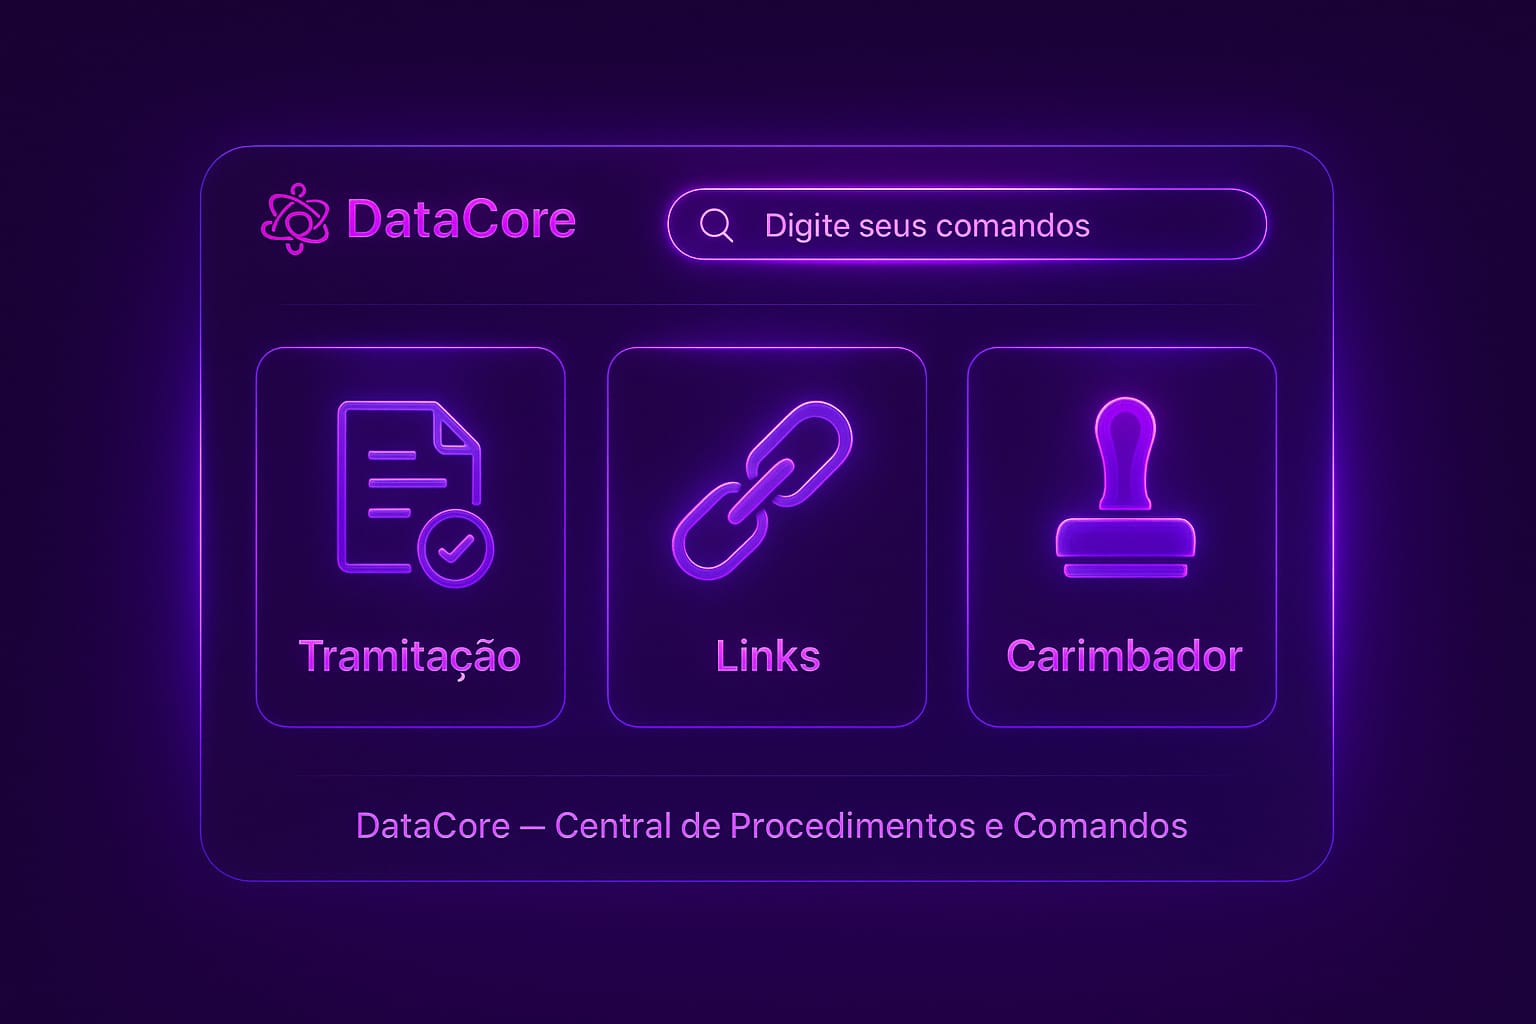 DataCore
Digite seus comandos
Tramitação
Links
Carimbador
DataCore — Central de Procedimentos e Comandos